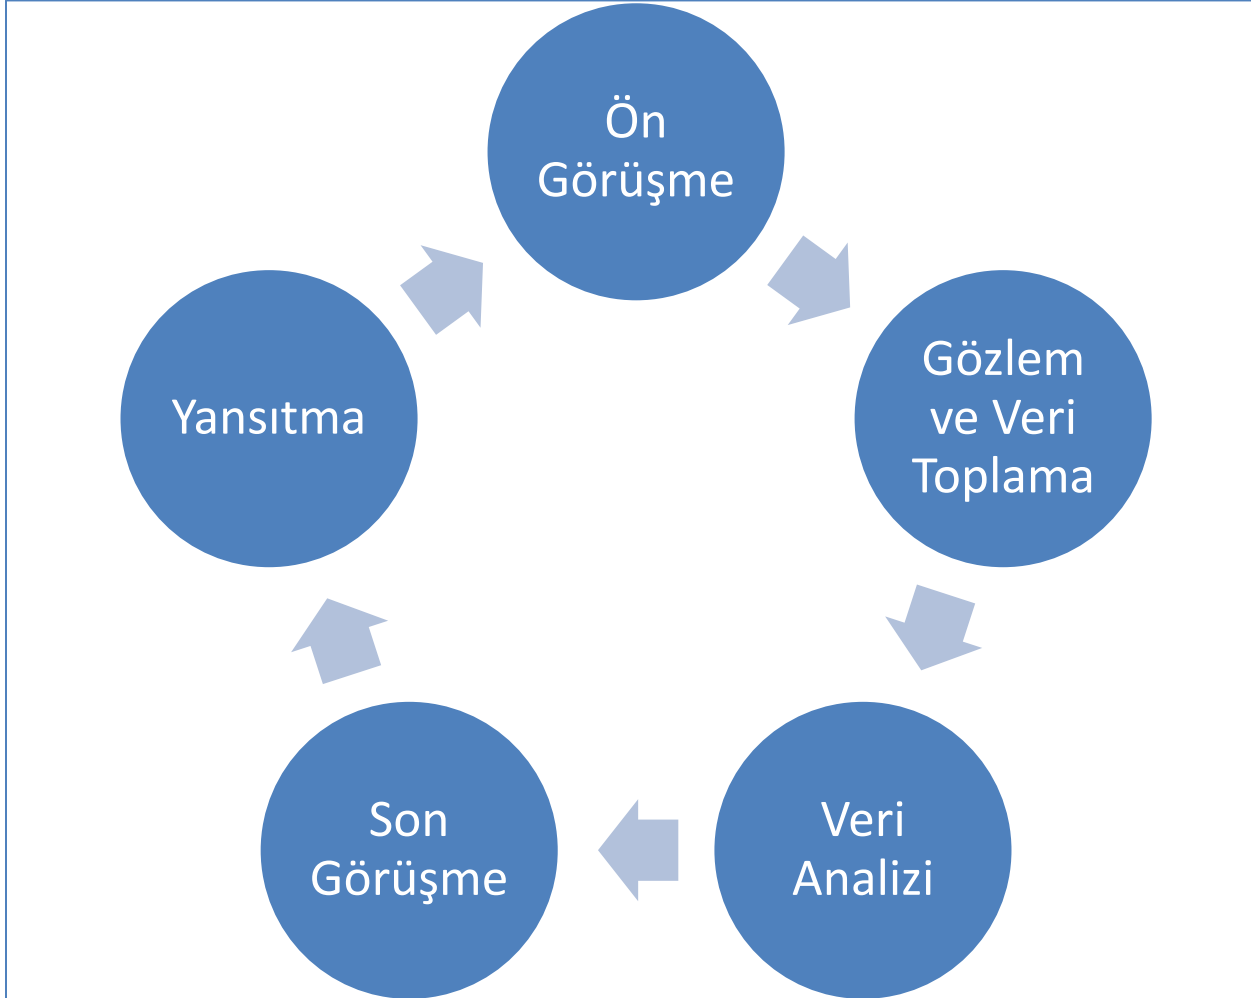 Ön
Görüşme
Gözlem
ve Veri
Toplama
Veri
Analizi
Son
Görüşme
Yansıtma